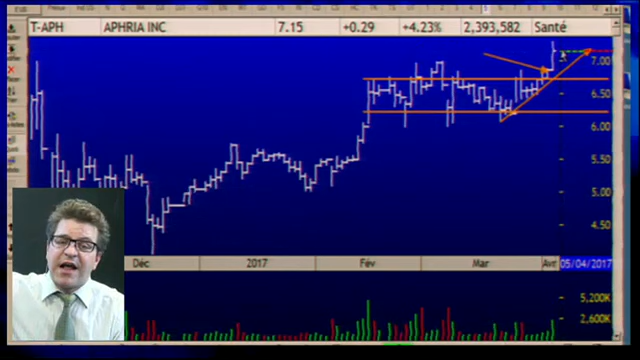 T-APH APHRIA INC 7.15 +0.29 +4.23% 2,393,582 Santé
7.00
6.50
6.00
5.50
5.00
4.50
Déc 2017 Fév Mar Avr 05/04/2017
5,200K
2,600K